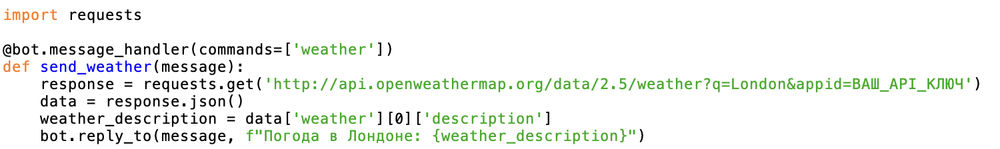 import requests

@bot.message_handler(commands=['weather'])
def send_weather(message):
    response = requests.get('http://api.openweathermap.org/data/2.5/weather?q=London&appid=ВАШ_API_КЛЮЧ')
    data = response.json()
    weather_description = data['weather'][0]['description']
    bot.reply_to(message, f"Погода в Лондоне: {weather_description}")